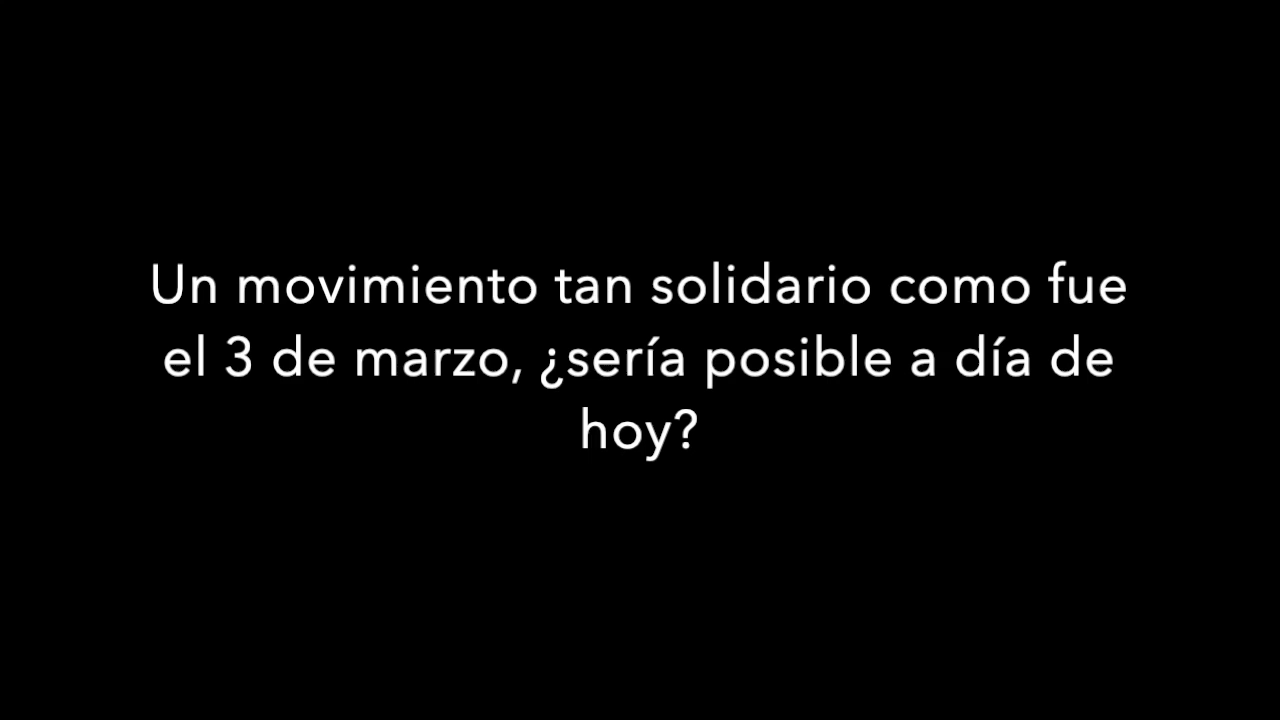 Un movimiento tan solidario como fue
el 3 de marzo, ¿sería posible a día de
hoy?